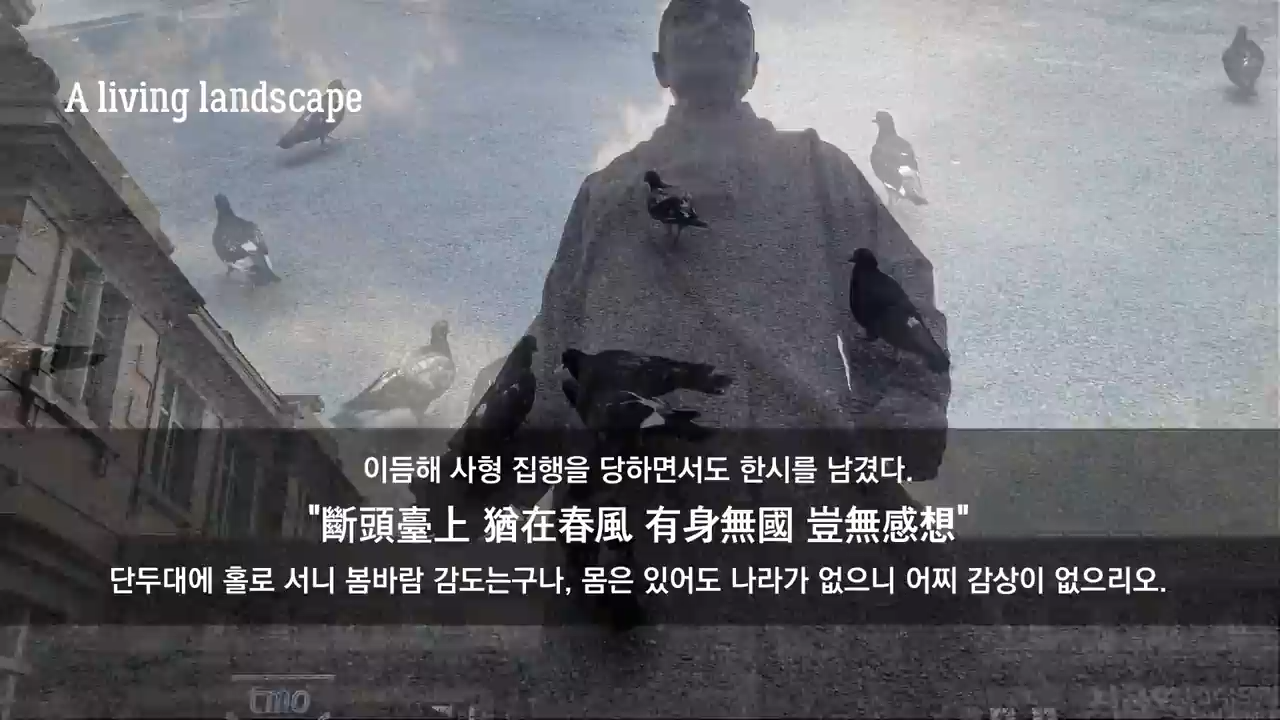 A living landscape
이듬해 사형 집행을 당하면서도 한시를 남겼다.
"斷頭臺上 猶在春風 有身無國 豈無感想"
단두대에 홀로 서니 봄바람 감도는구나, 몸은 있어도 나라가 없으니 어찌 감상이 없으리오.
tmo